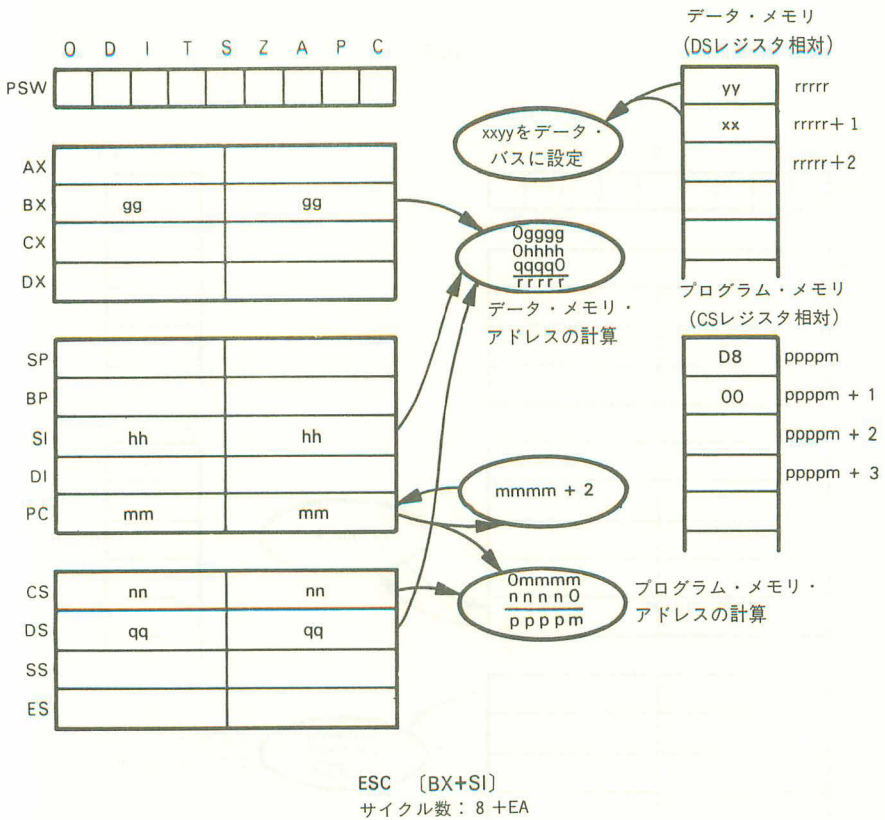 O D I T S Z A P C
PSW
AX
BX gg gg
CX
DX
SP
BP
SI hh hh
DI
PC mm mm
CS nn nn
DS qq qq
SS
ES
xxyyをデータ・
バスに設定
0gggg
0hhhh
qqqq0
rrrrr
データ・メモリ・
アドレスの計算
mmmm + 2
0mmmm
nnnn0
ppppm
プログラム・メモリ・
アドレスの計算
データ・メモリ
(DSレジスタ相対)
yy rrrrr
xx rrrrr+ 1
rrrrr+2
プログラム・メモリ
(CSレジスタ相対)
D8 ppppm
00 ppppm + 1
ppppm + 2
ppppm + 3
ESC 〔BX+SI〕
サイクル数：8 +EA